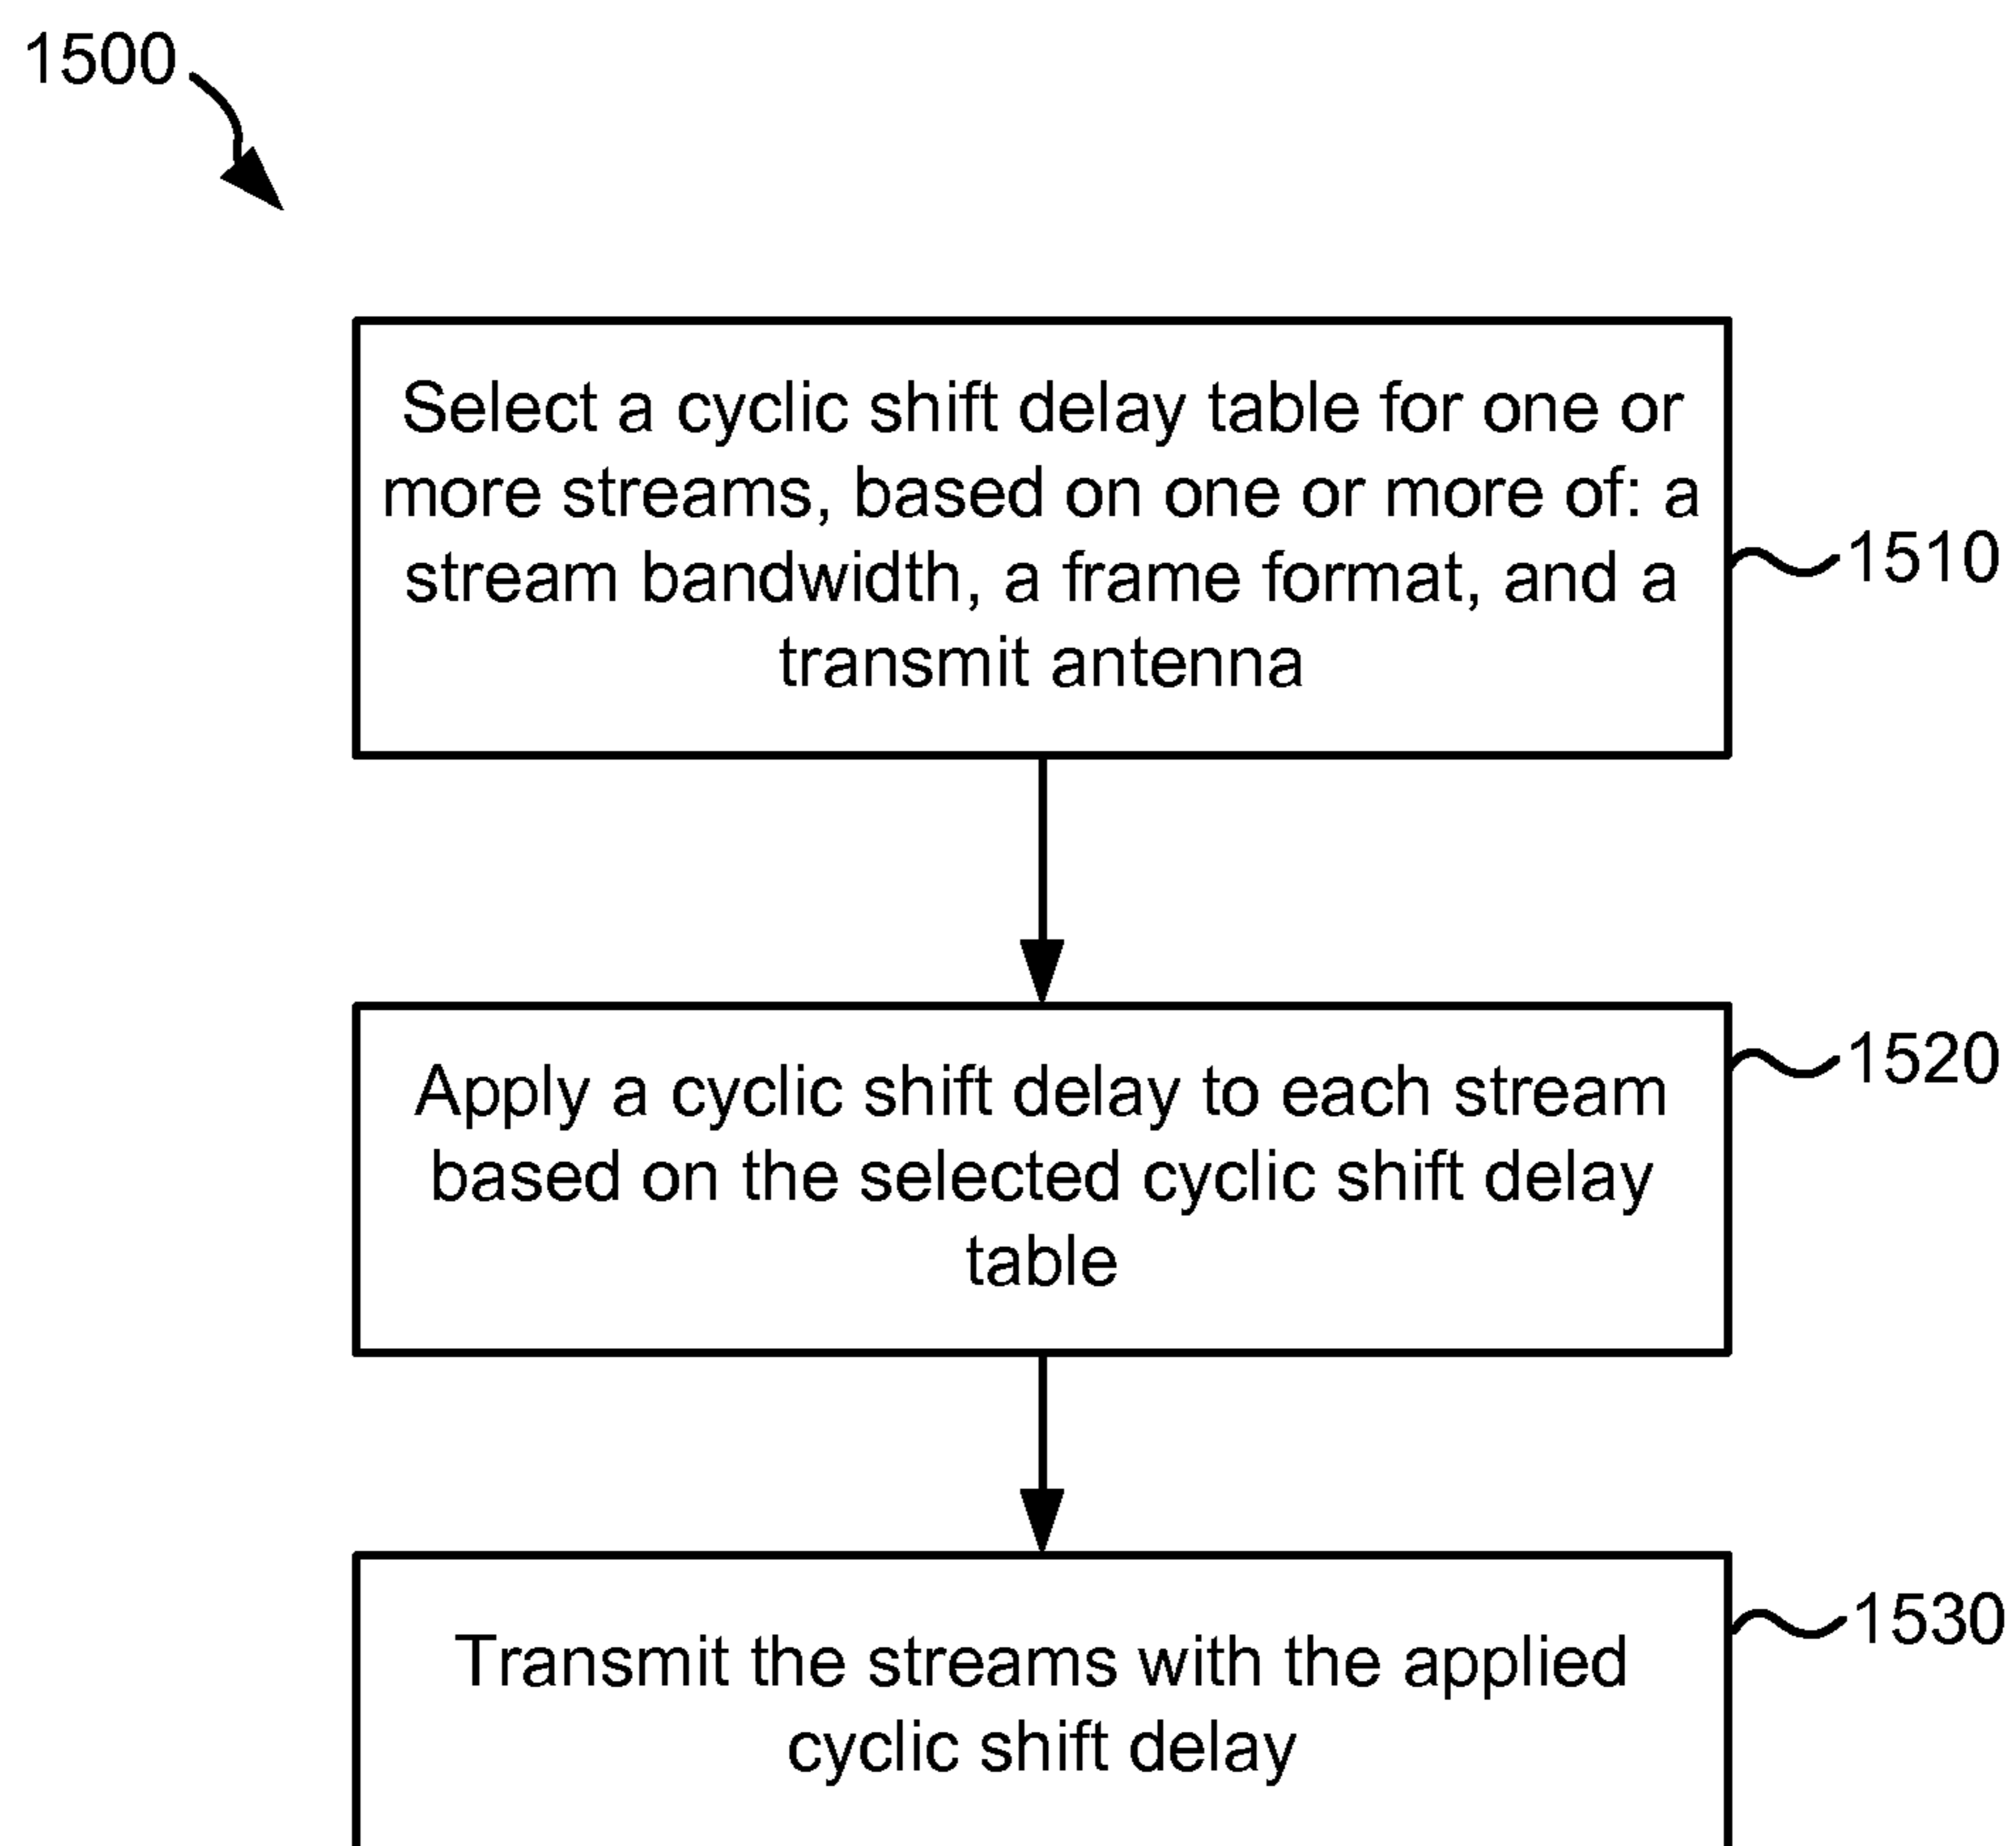 1500
Select a cyclic shift delay table for one or
more streams, based on one or more of: a
stream bandwidth, a frame format, and a
transmit antenna
1510
Apply a cyclic shift delay to each stream
based on the selected cyclic shift delay
table
1520
Transmit the streams with the applied
cyclic shift delay
1530